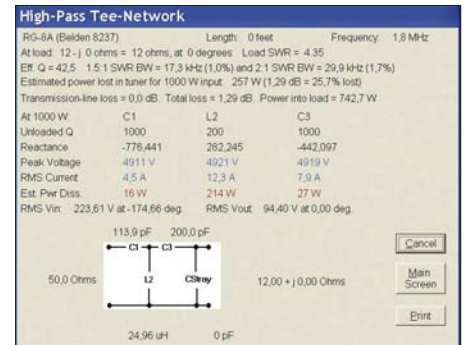 High-Pass Tee-Network
RG-8A (Belden 8237) Length: 0 feet Frequency: 1,8 MHz
At load: 12 - j 0 ohms = 12 ohms, at 0 degrees Load SWR = 4.35
Eff. Q = 42,5 1.5:1 SWR BW = 17,3 kHz (1,0%) and 2:1 SWR BW = 29,9 kHz (1,7%)
Estimated power lost in tuner for 1000 W input: 257 W (1,29 dB = 25,7% lost)
Transmission-line loss = 0,0 dB. Total loss = 1,29 dB. Power into load = 742,7 W
At 1000 W: C1 L2 C3
Unloaded Q 1000 200 1000
Reactance -776,441 282,245 -442,097
Peak Voltage 4911 V 4921 V 4919 V
RMS Current 4,5 A 12,3 A 7,9 A
Est. Pwr Diss. 16 W 214 W 27 W
RMS Vin: 223,61 V at -174,66 deg. RMS Vout: 94,40 V at 0,00 deg.
113,9 pF 200,0 pF
C1 C3
50,0 Ohms L2 CStray 12,00 + j 0,00 Ohms
24,96 uH 0 pF
Cancel
Main Screen
Print